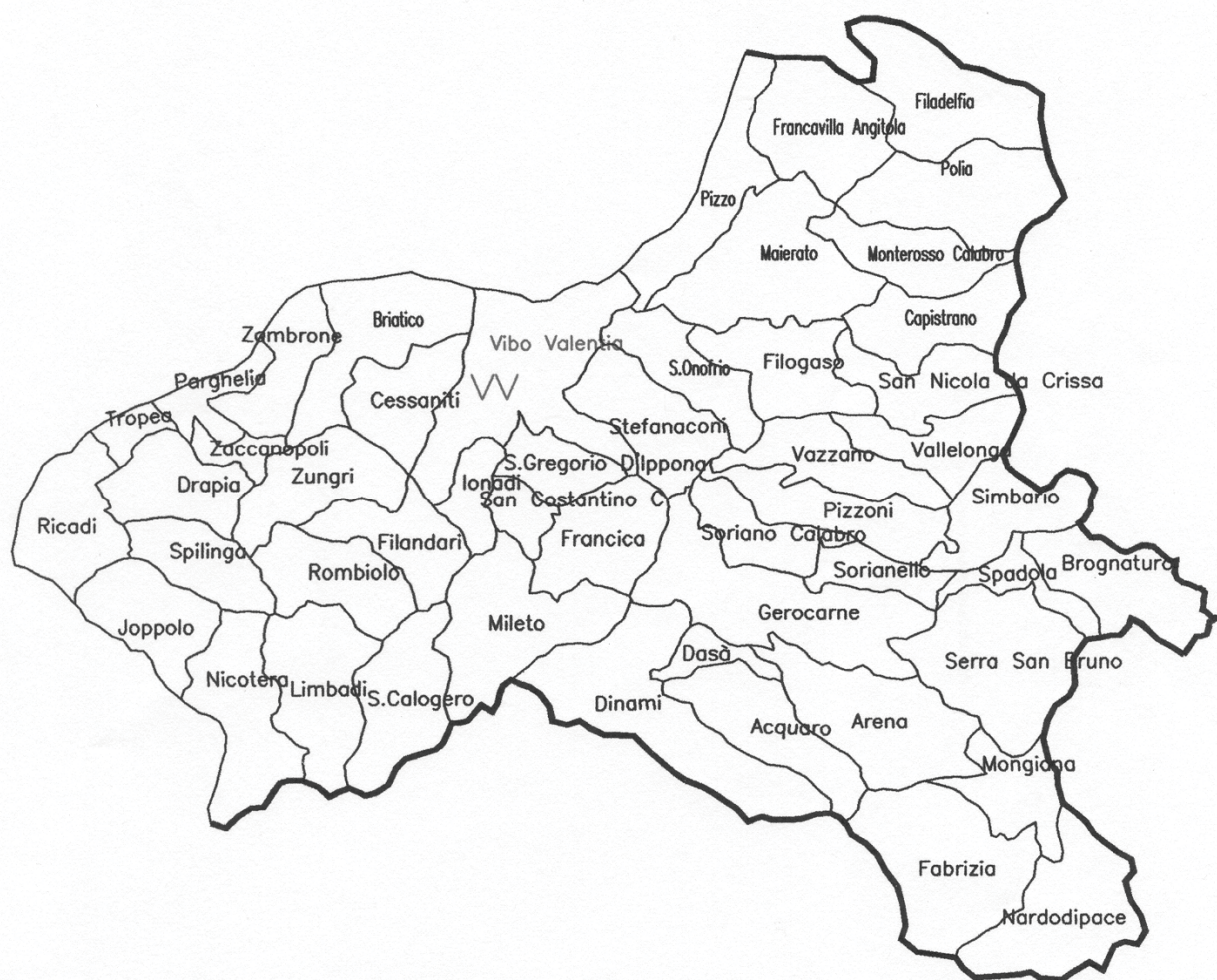 Filadelfia
Francavilla Angitola
Polia
Pizzo
Maierato
Monterosso Calabro
Capistrano
Briatico
Zambrone
Vibo Valentia
S.Onofrio
Filogaso
Parghelia
San Nicola da Crissa
VV
Cessaniti
Tropea
Stefanaconi
Zaccanopoli
Vazzano
Vallelonga
S.Gregorio D'Ippona
Zungri
Drapia
Ionadi
San Costantino C
Simbario
Pizzoni
Ricadi
Soriano Calabro
Francica
Filandari
Spilinga
Rombiolo
Sorianello
Spadola
Brognaturo
Gerocarne
Mileto
Joppolo
Dasà
Serra San Bruno
Nicotera
Limbadi
S.Calogero
Dinami
Arena
Acquaro
Mongiana
Fabrizia
Nardodipace